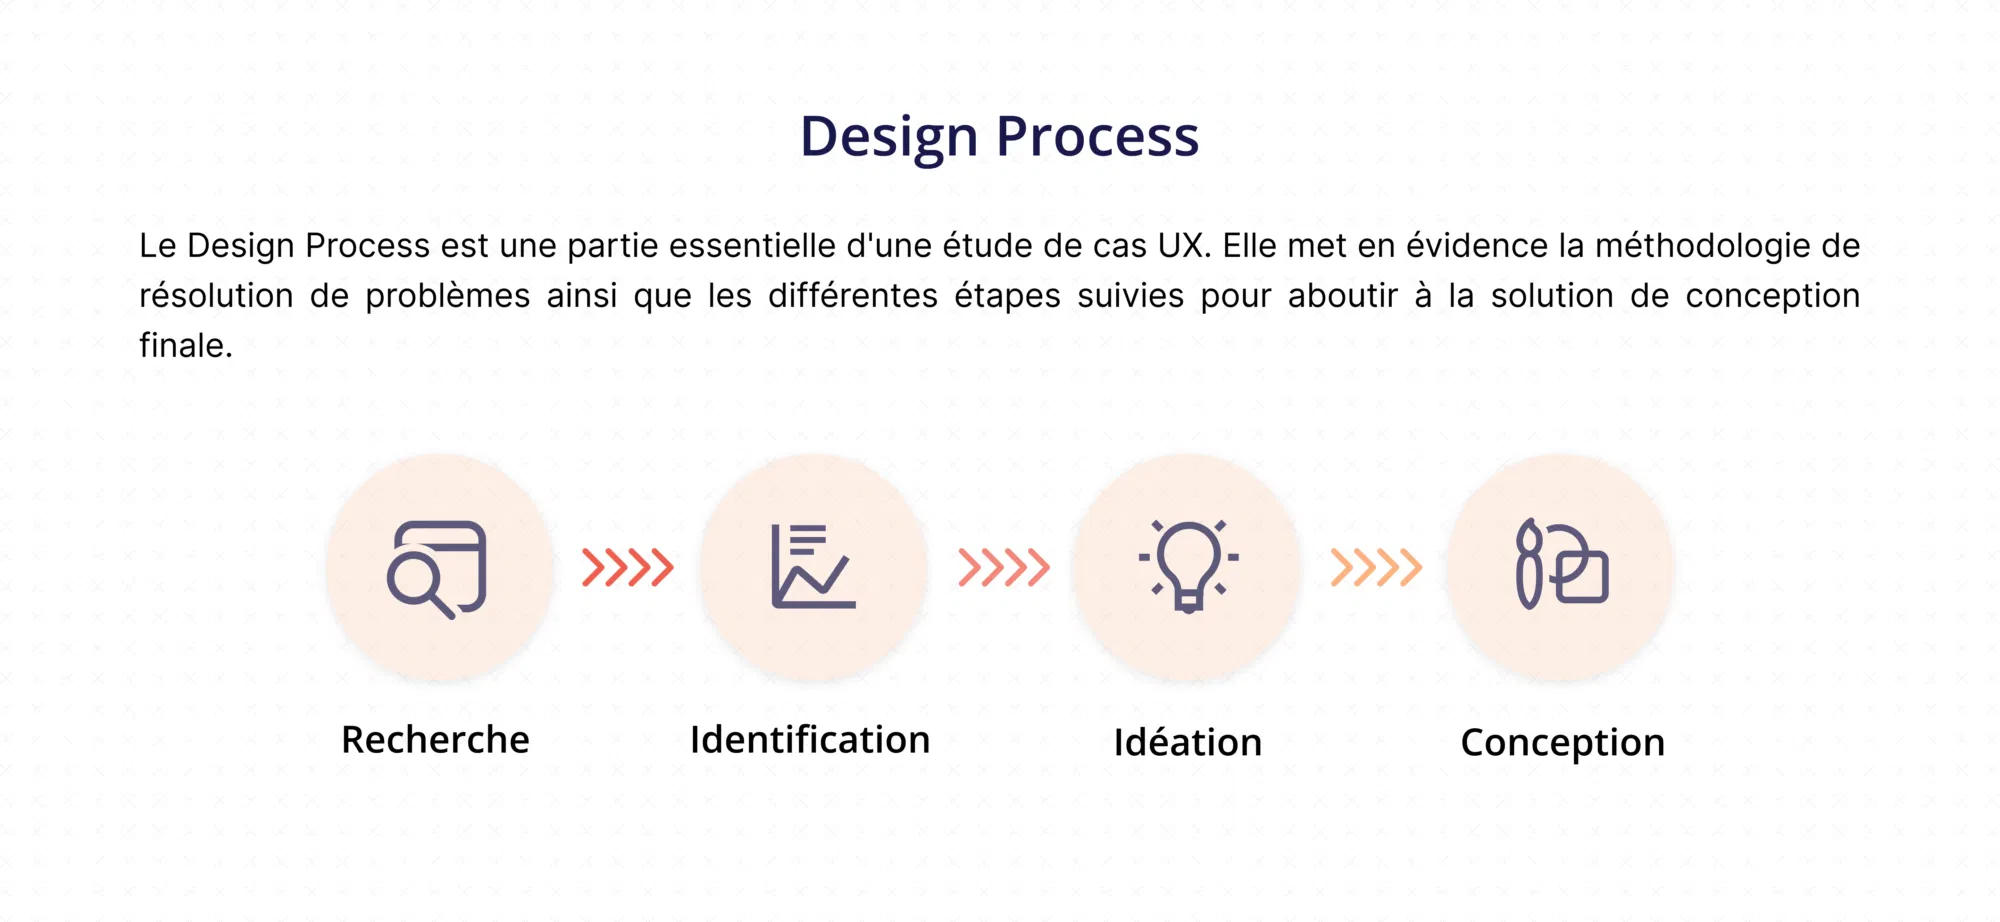 Design Process
Le Design Process est une partie essentielle d'une étude de cas UX. Elle met en évidence la méthodologie de
résolution de problèmes ainsi que les différentes étapes suivies pour aboutir à la solution de conception
finale.
Recherche
Identification
Idéation
Conception